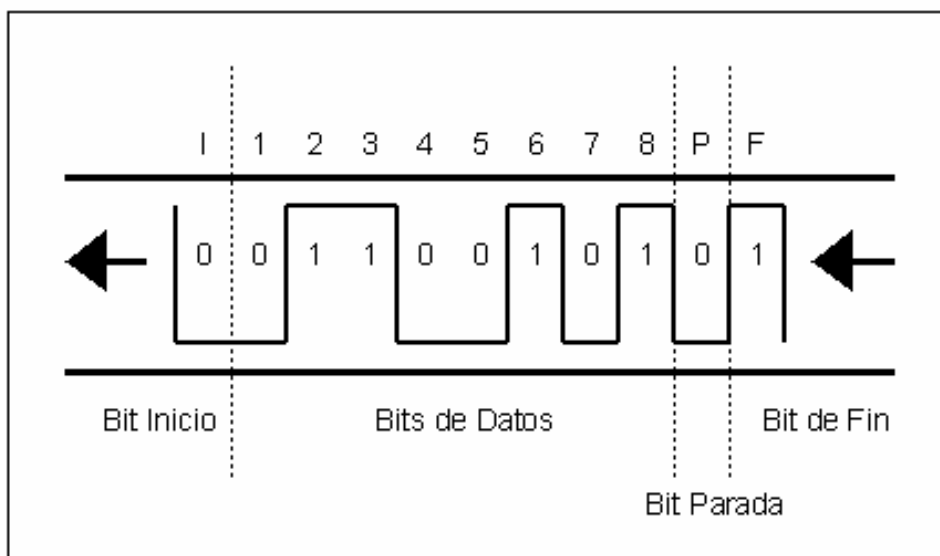 I 1 2 3 4 5 6 7 8 P F
0 0 1 1 0 0 1 0 1 0 1
Bit Inicio Bits de Datos Bit de Fin
Bit Parada